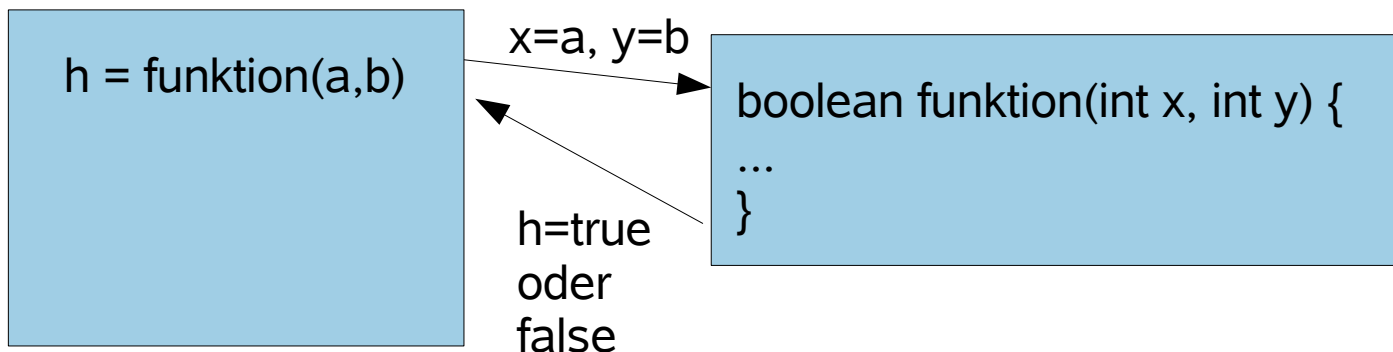 h = funktion(a,b)
x=a, y=b
boolean funktion(int x, int y) {
...
}
h=true
oder
false